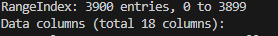 RangeIndex: 3900 entries, 0 to 3899
Data columns (total 18 columns):